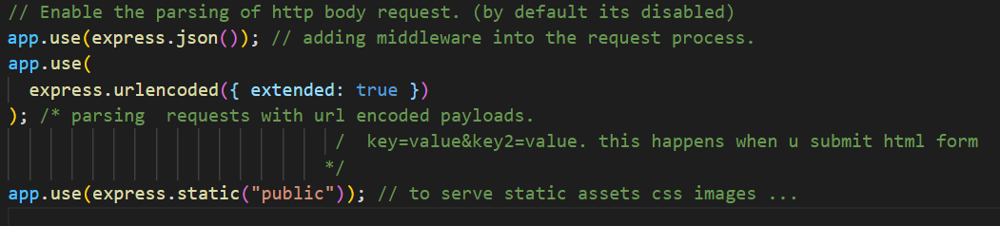 // Enable the parsing of http body request. (by default its disabled)
app.use(express.json()); // adding middleware into the request process.
app.use(
express.urlencoded({ extended: true })
); /* parsing  requests with url encoded payloads.
/  key=value&key2=value. this happens when u submit html form
*/
app.use(express.static("public")); // to serve static assets css images ...